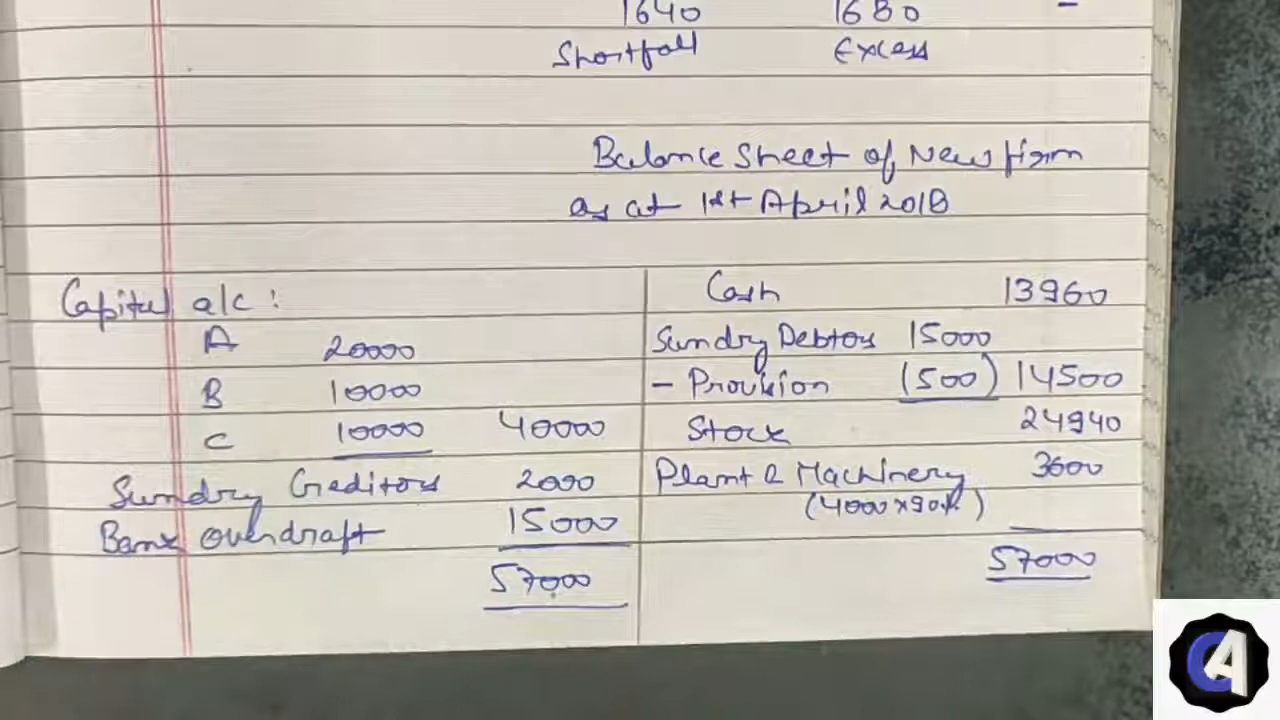 1640 1680 -
Shortfall Excess
Balance sheet of New firm
as at 1st April 2018
Capital a/c : Cash 13960
A 20000 Sundry Debtors 15000
B 10000 - Provision (500) 14500
C 10000 40000 Stock 24940
Sundry Creditors 2000 Plant & Machinery 3600
(4000x90%)
Bank overdraft 15000
57000 57000
CA